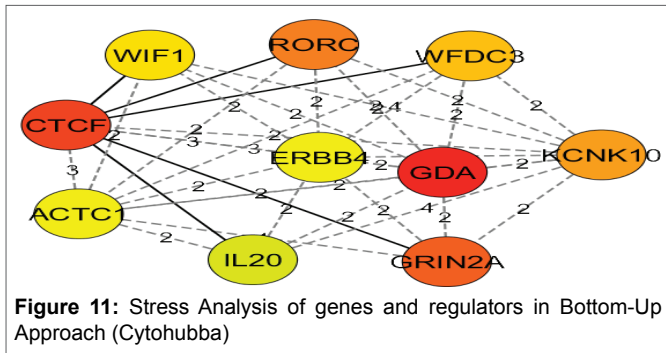 WIF1
RORC
WFDC3
CTCF
ERBB4
GDA
KCNK10
ACTC1
IL20
GRIN2A
2
2
2
2
2
4
2
2
2
2
3
3
3
2
2
2
2
2
2
2
4
2
2
2
Figure 11: Stress Analysis of genes and regulators in Bottom-Up
Approach (Cytohubba)